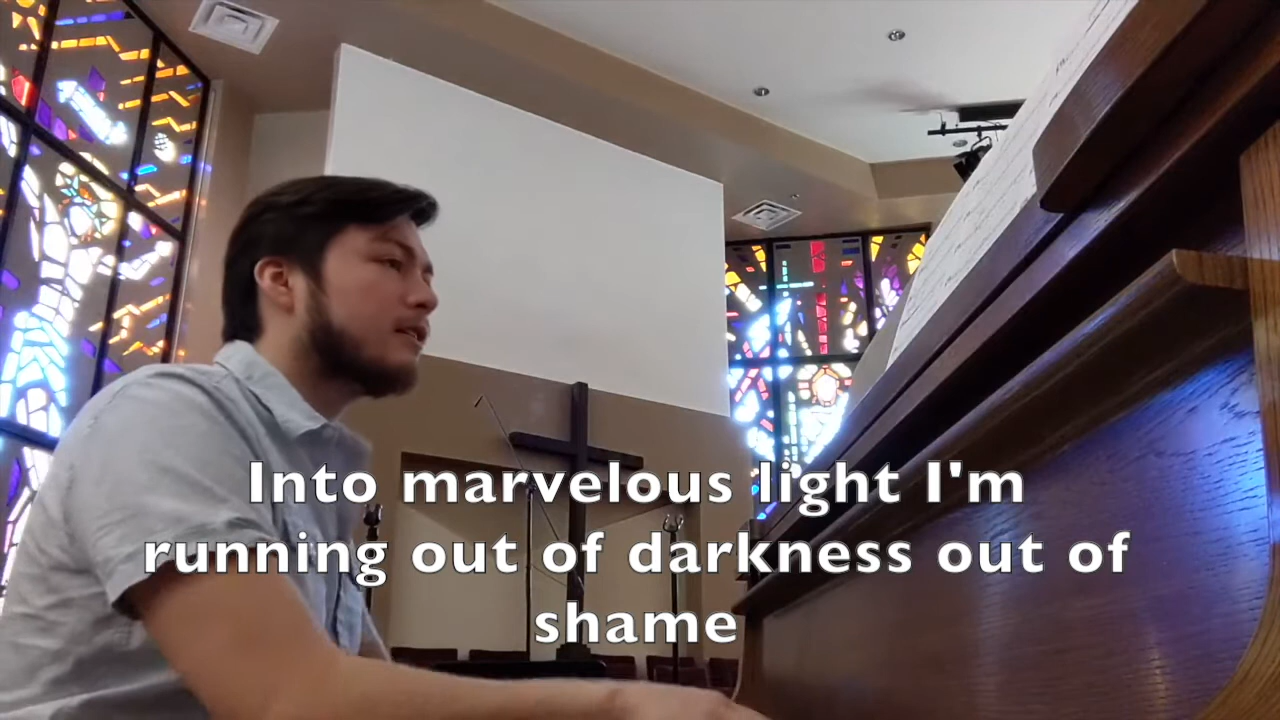 Into marvelous light I'm
running out of darkness out of
shame